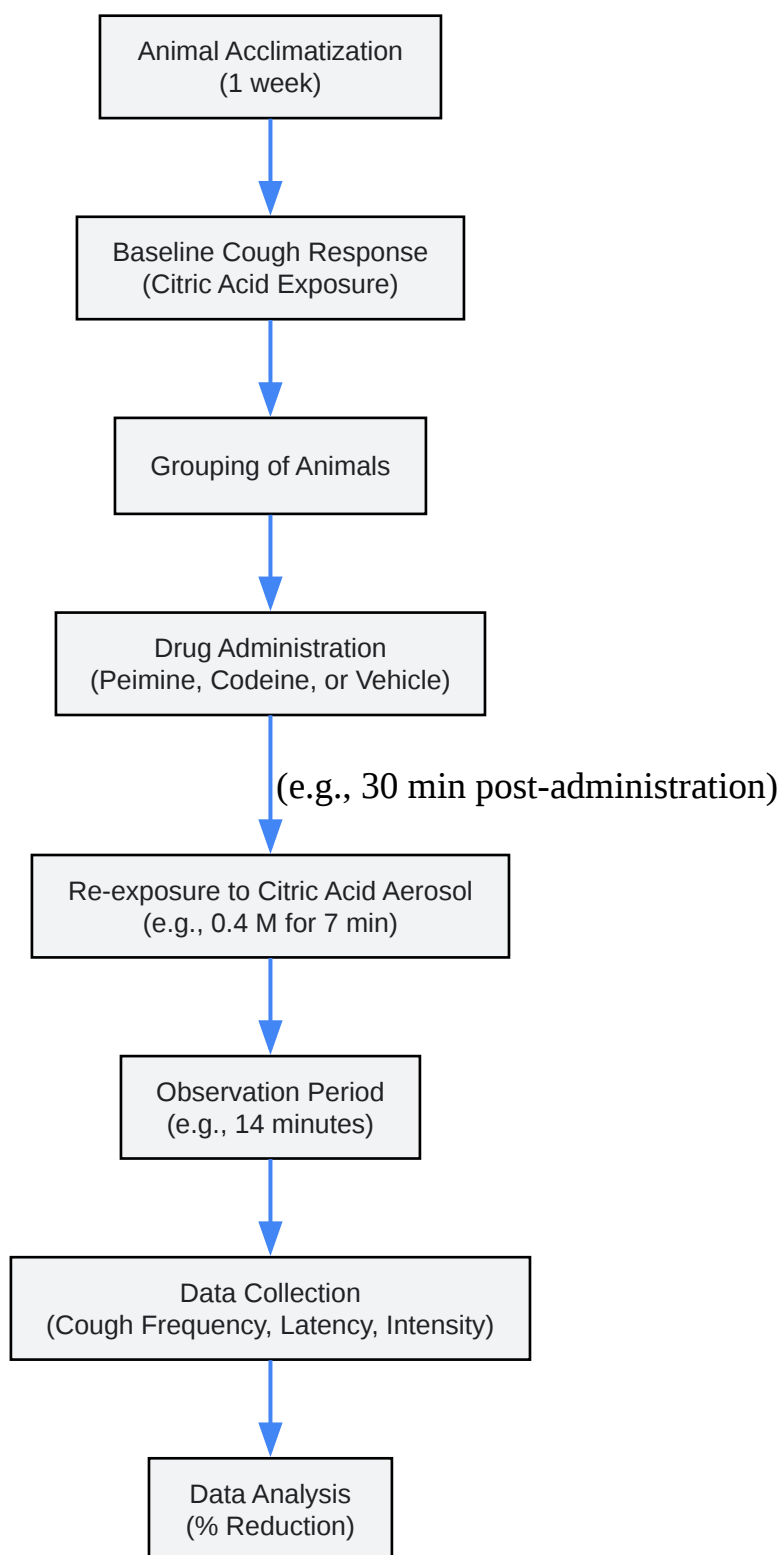 Animal Acclimatization
(1 week)
Baseline Cough Response
(Citric Acid Exposure)
Grouping of Animals
Drug Administration
(Peimine, Codeine, or Vehicle)
(e.g., 30 min post-administration)
Re-exposure to Citric Acid Aerosol
(e.g., 0.4 M for 7 min)
Observation Period
(e.g., 14 minutes)
Data Collection
(Cough Frequency, Latency, Intensity)
Data Analysis
(% Reduction)